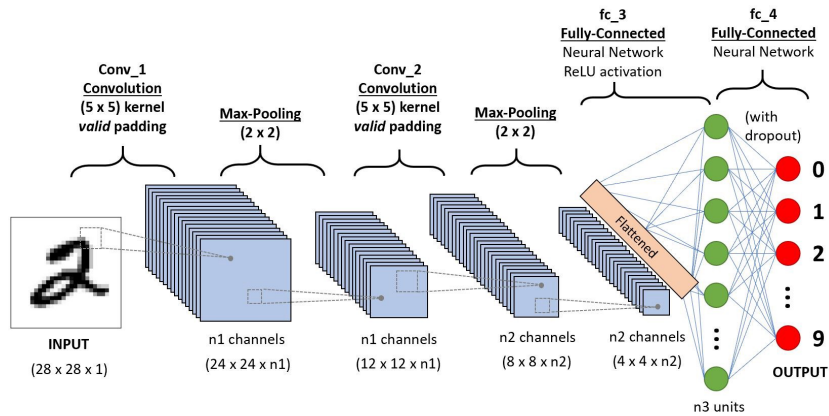 Conv_1
Convolution
(5 x 5) kernel
valid padding
Max-Pooling
(2 x 2)
Conv_2
Convolution
(5 x 5) kernel
valid padding
Max-Pooling
(2 x 2)
fc_3
Fully-Connected
Neural Network
ReLU activation
fc_4
Fully-Connected
Neural Network
(with
dropout)
Flattened
0
1
2
9
OUTPUT
2
INPUT
(28 x 28 x 1)
n1 channels
(24 x 24 x n1)
n1 channels
(12 x 12 x n1)
n2 channels
(8 x 8 x n2)
n2 channels
(4 x 4 x n2)
n3 units